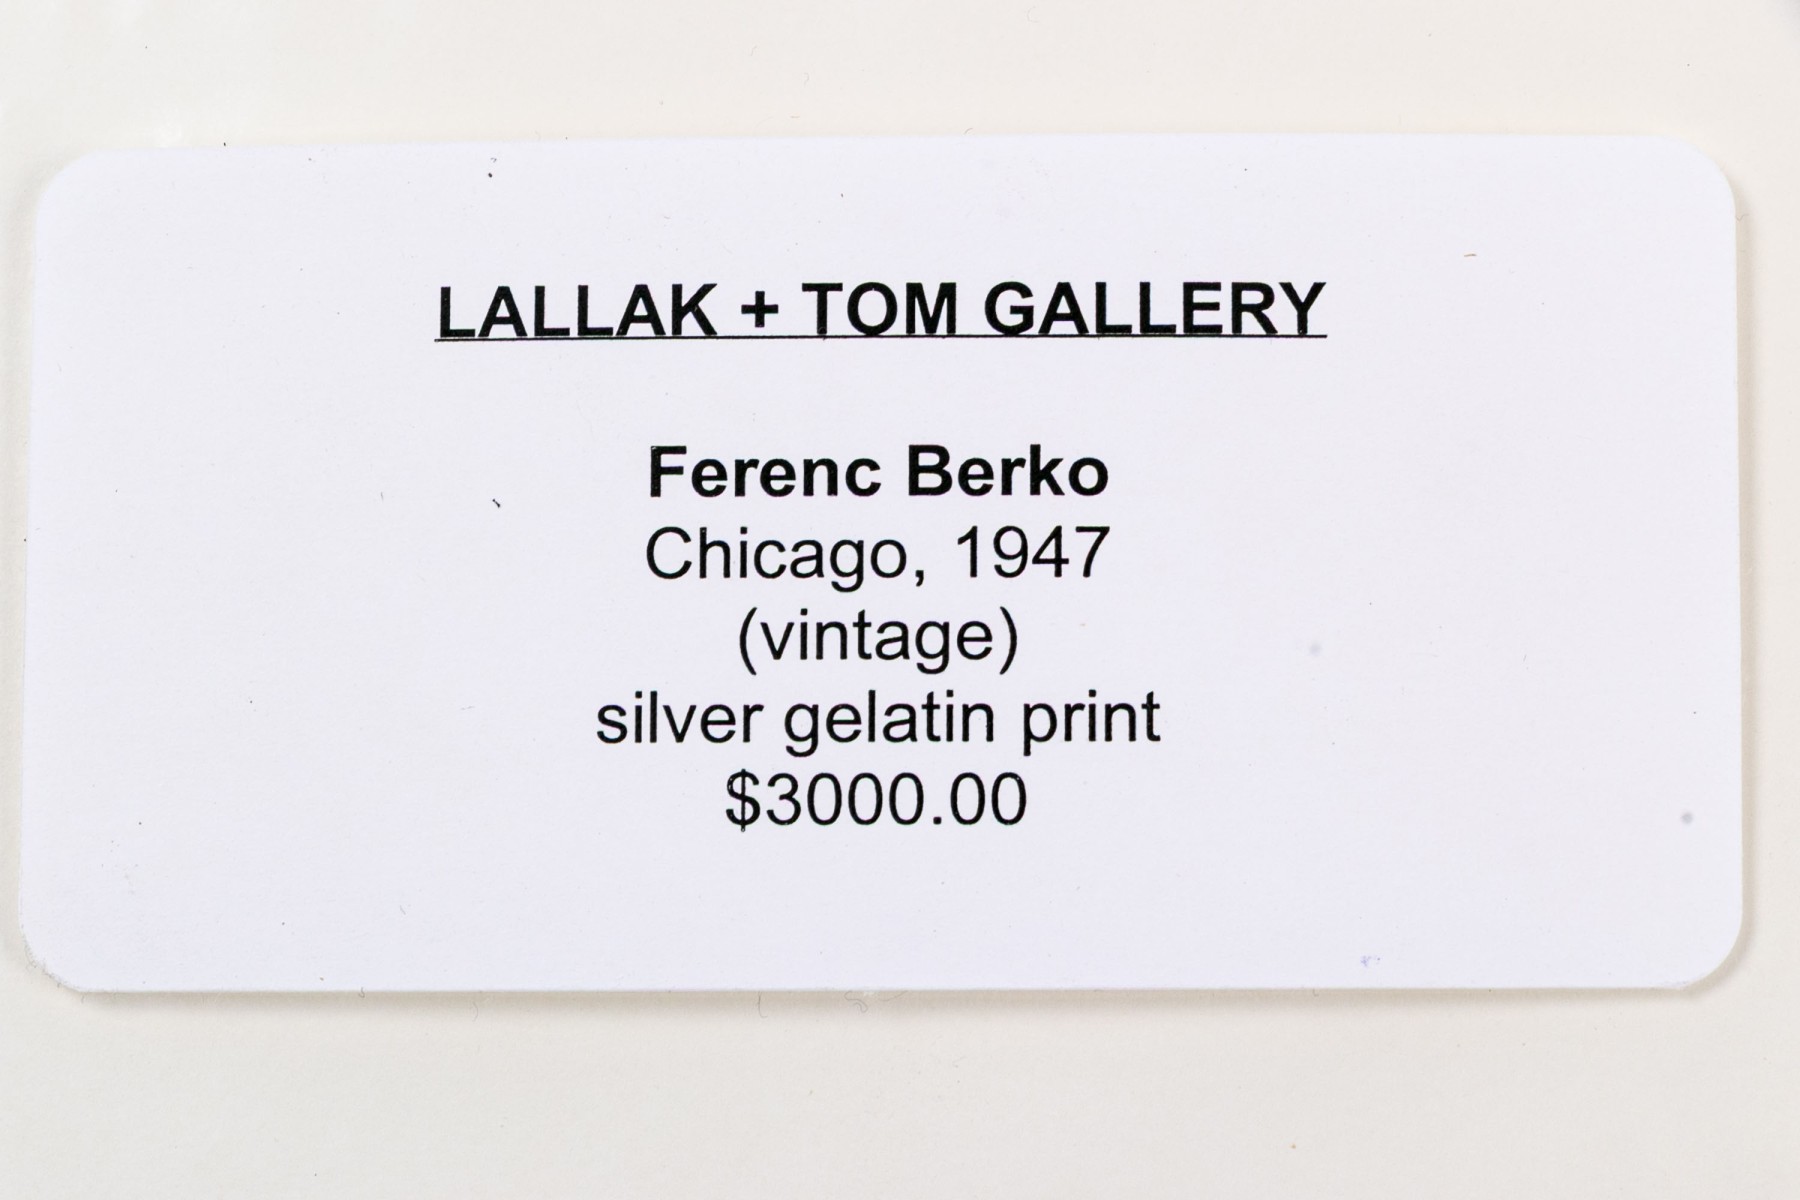 LALLAK + TOM GALLERY
Ferenc Berko
Chicago, 1947
(vintage)
silver gelatin print
$3000.00